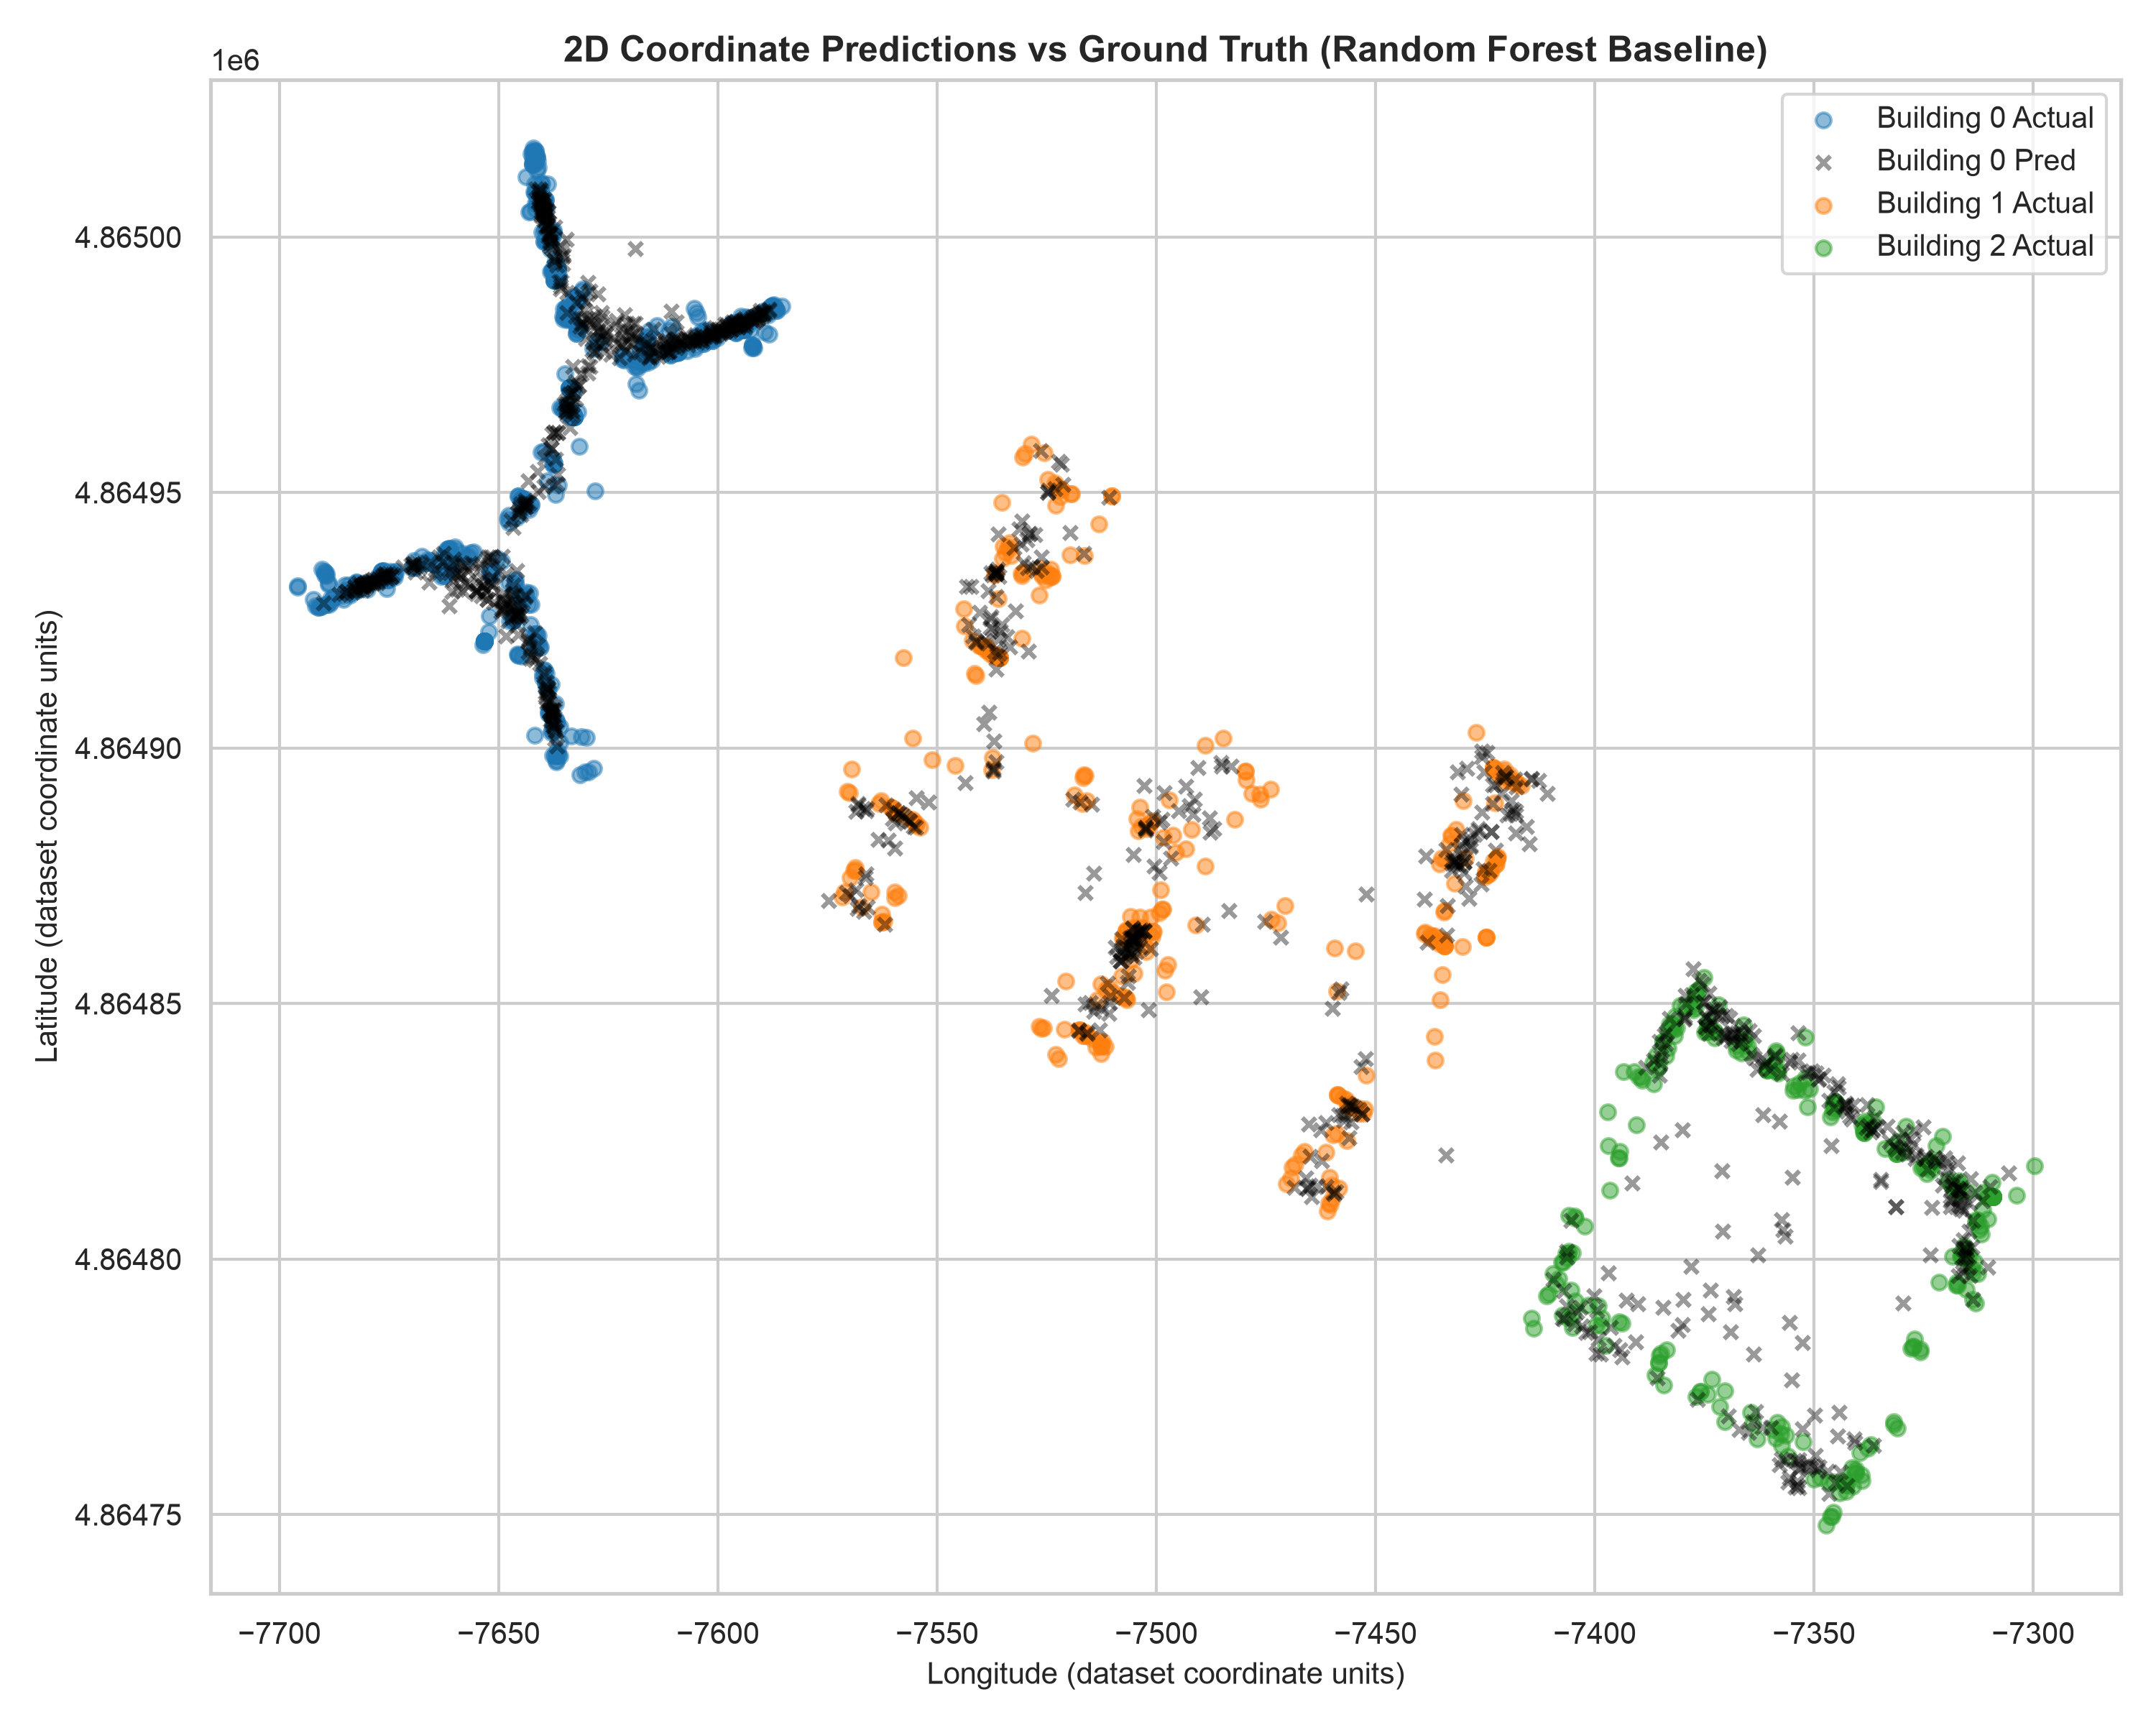 2D Coordinate Predictions vs Ground Truth (Random Forest Baseline)
1e6
Building 0 Actual
Building 0 Pred
Building 1 Actual
Building 2 Actual
4.86500
4.86495
4.86490
4.86485
4.86480
4.86475
Latitude (dataset coordinate units)
−7700 −7650 −7600 −7550 −7500 −7450 −7400 −7350 −7300
Longitude (dataset coordinate units)